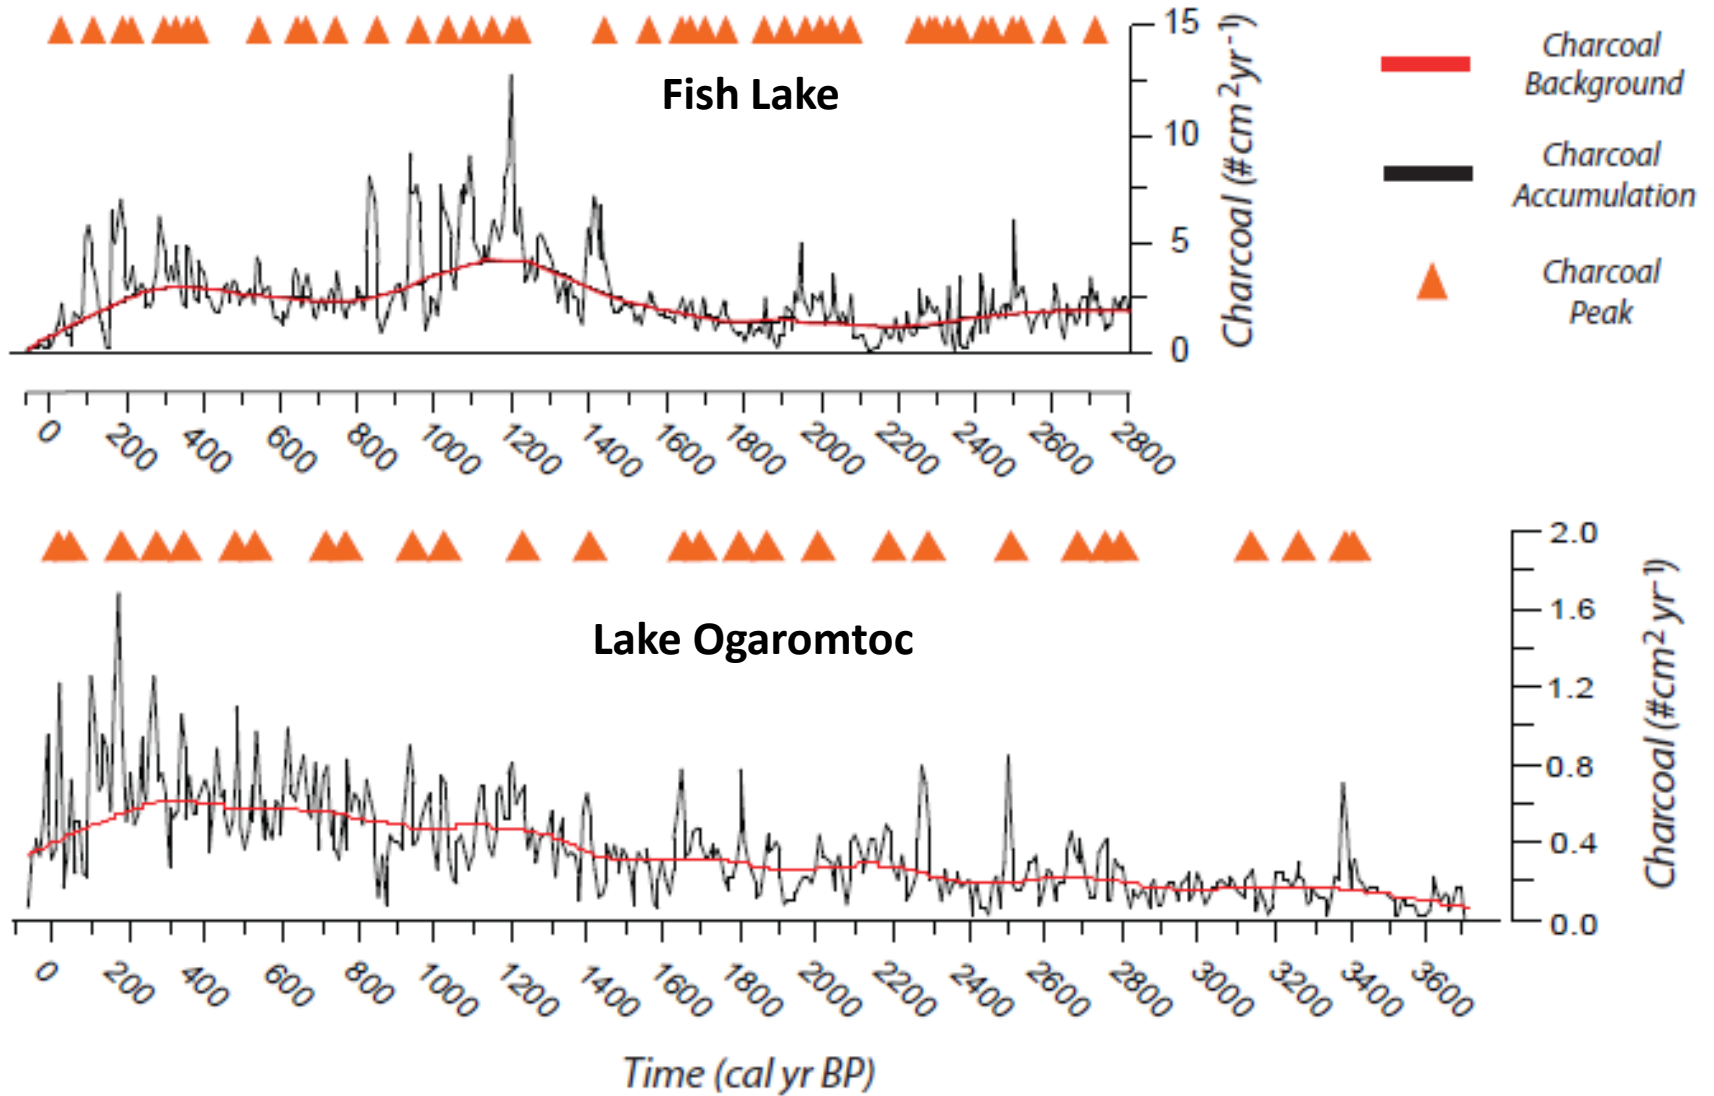 15
Charcoal
Background
Fish Lake
10
Charcoal (#cm²yr⁻¹)
Charcoal
Accumulation
5
Charcoal
Peak
0
0 200 400 600 800 1000 1200 1400 1600 1800 2000 2200 2400 2600 2800
2.0
Lake Ogaromtoc
1.6
1.2
Charcoal (#cm² yr⁻¹)
0.8
0.4
0.0
0 200 400 600 800 1000 1200 1400 1600 1800 2000 2200 2400 2600 2800 3000 3200 3400 3600
Time (cal yr BP)